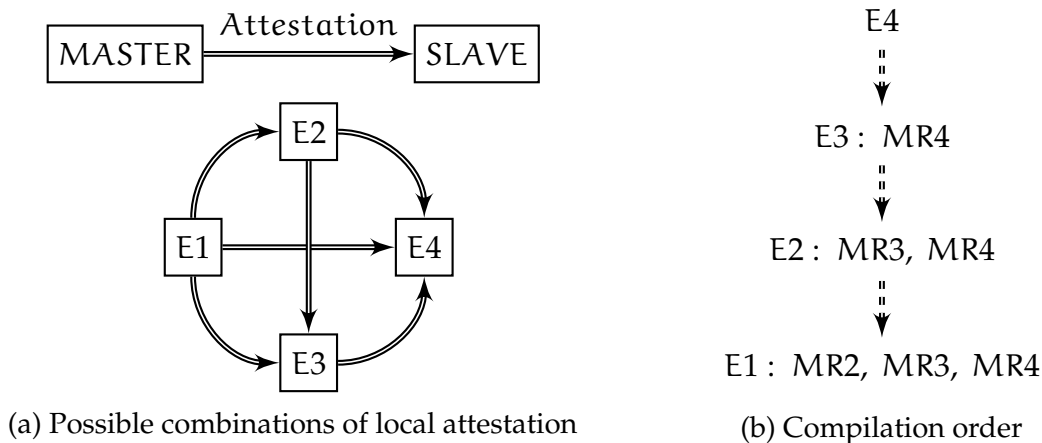 Attestation
MASTER
SLAVE
E2
E1
E4
E3
(a) Possible combinations of local attestation
E4
E3 : MR4
E2 : MR3, MR4
E1 : MR2, MR3, MR4
(b) Compilation order